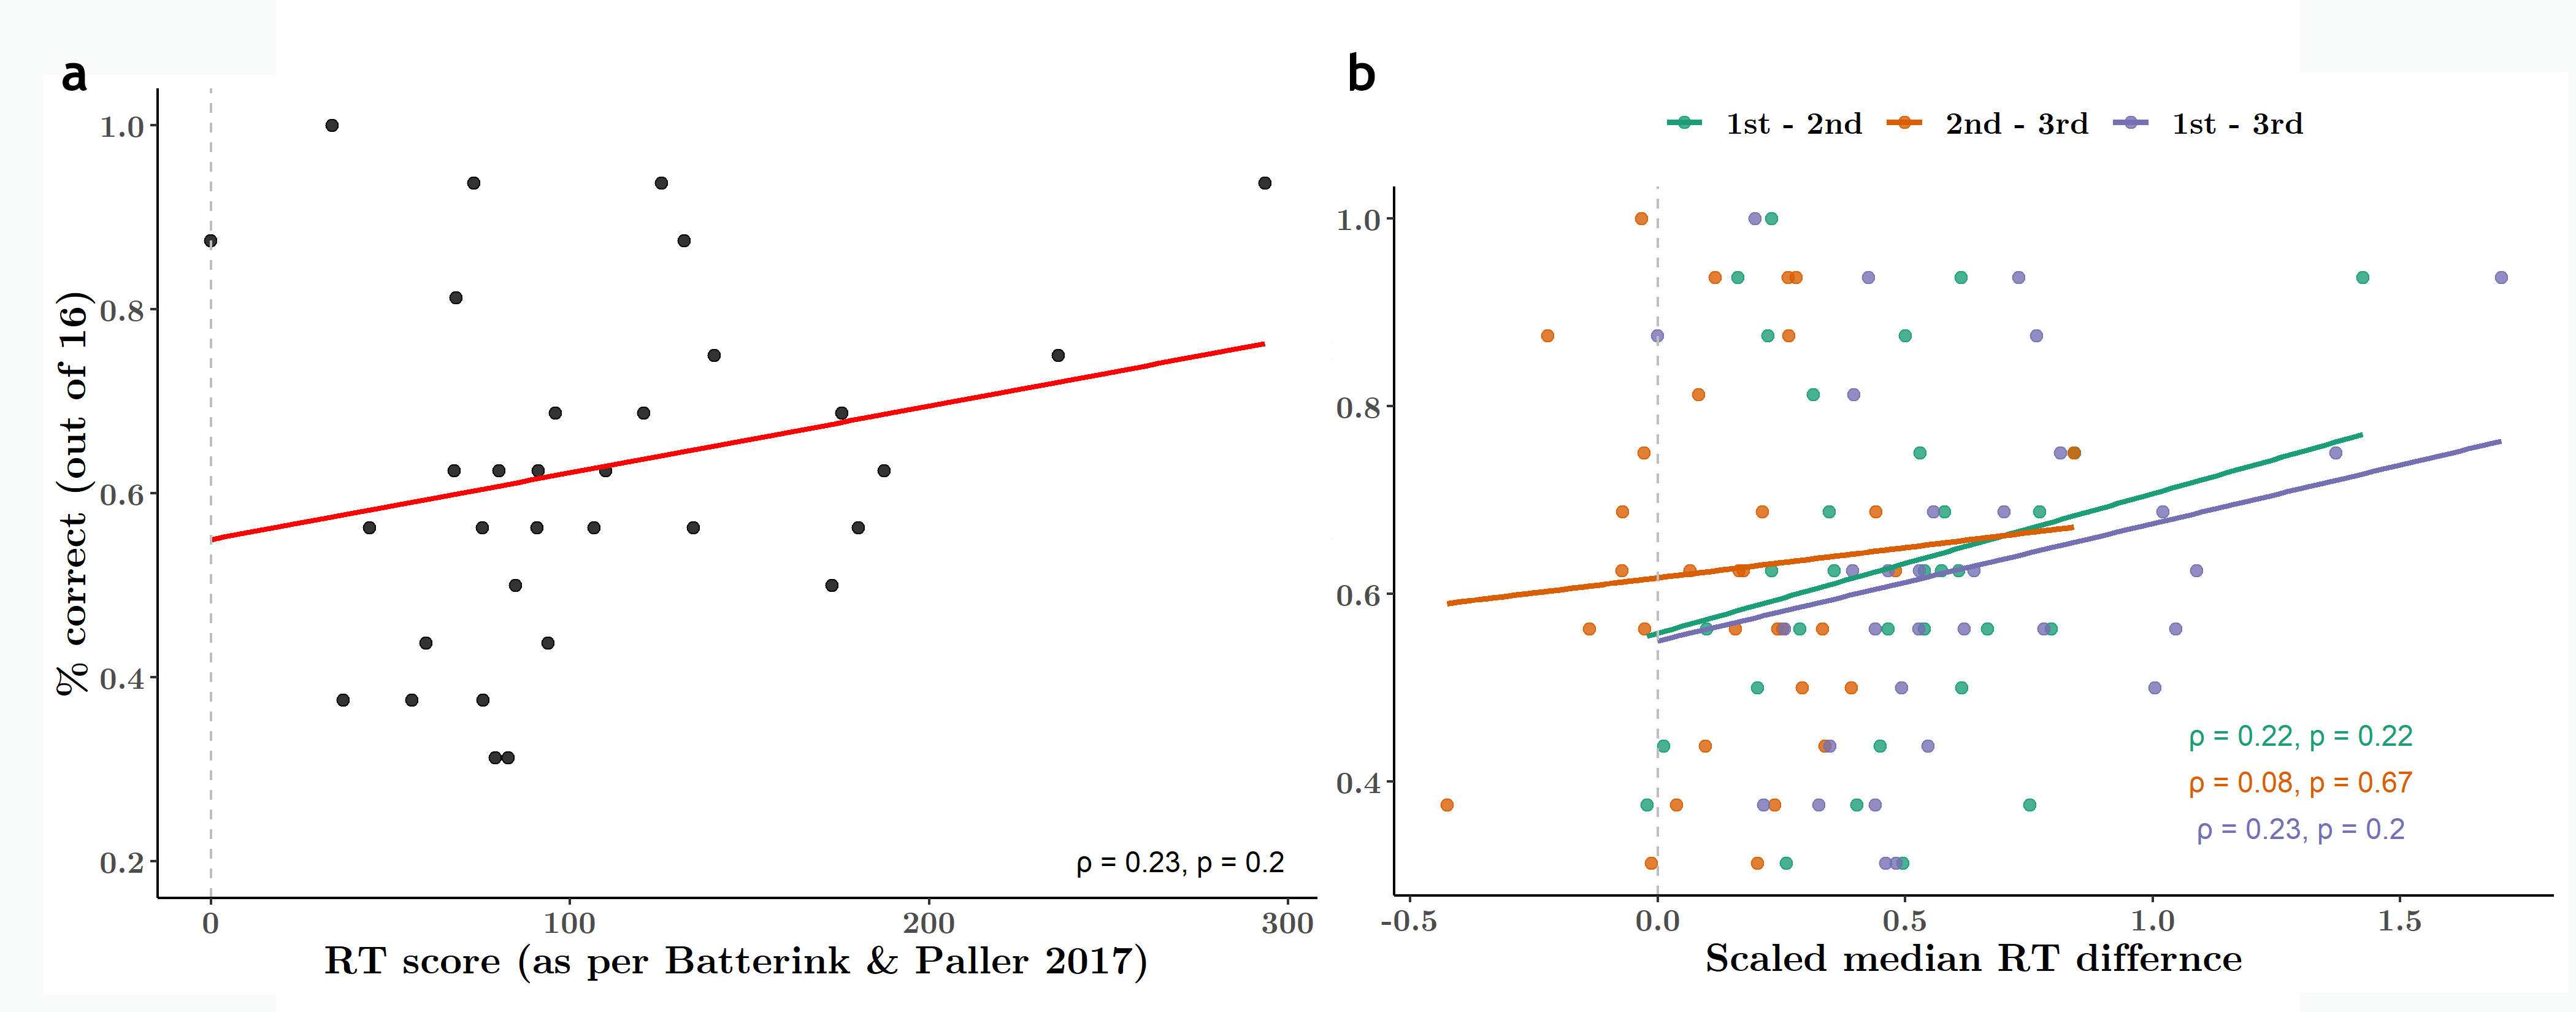 a
% correct (out of 16)
1.0
0.8
0.6
0.4
0.2
ρ = 0.23, p = 0.2
0 100 200 300
RT score (as per Batterink & Paller 2017)
b
1st - 2nd 2nd - 3rd 1st - 3rd
1.0
0.8
0.6
0.4
ρ = 0.22, p = 0.22
ρ = 0.08, p = 0.67
ρ = 0.23, p = 0.2
-0.5 0.0 0.5 1.0 1.5
Scaled median RT differnce